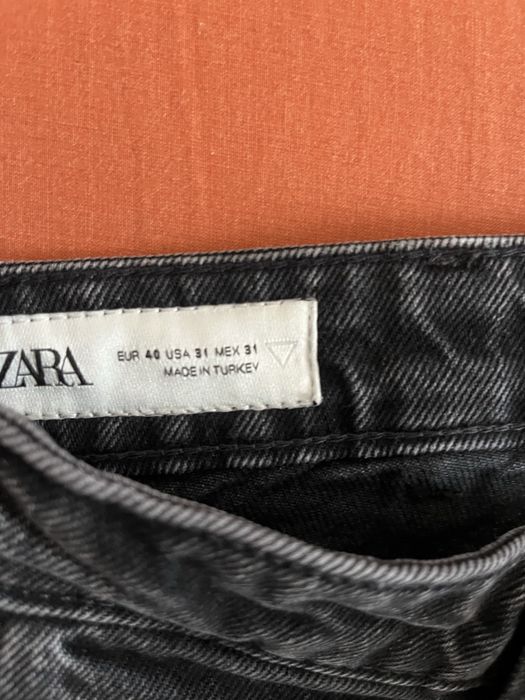 ZARA
EUR 40 USA 31 MEX 31
MADE IN TURKEY